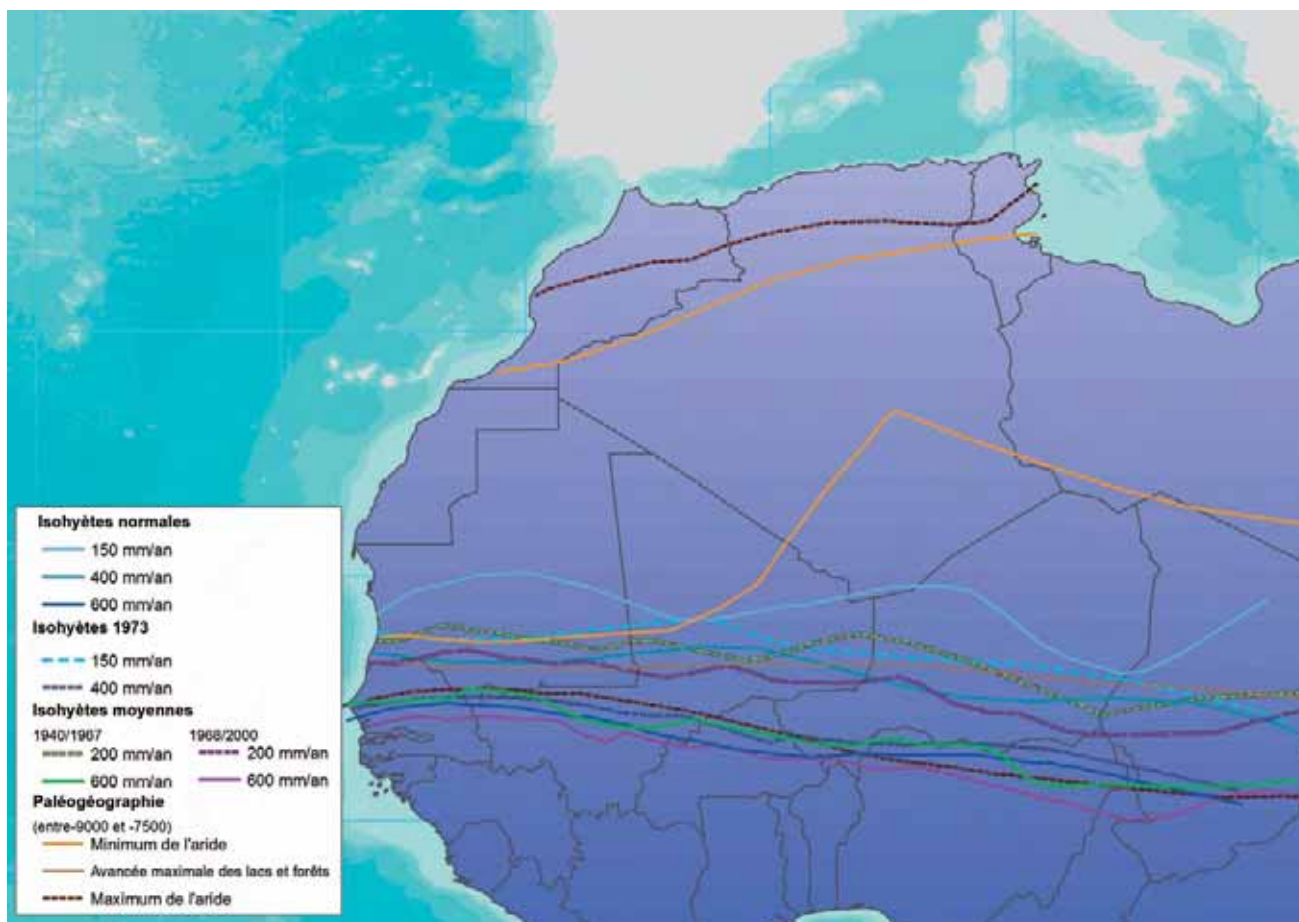 Isohyètes normales
150 mm/an
400 mm/an
600 mm/an
Isohyètes 1973
150 mm/an
400 mm/an
Isohyètes moyennes
1940/1967 1968/2000
200 mm/an 200 mm/an
600 mm/an 600 mm/an
Paléogéographie
(entre-9000 et -7500)
Minimum de l'aride
Avancée maximale des lacs et forêts
Maximum de l'aride